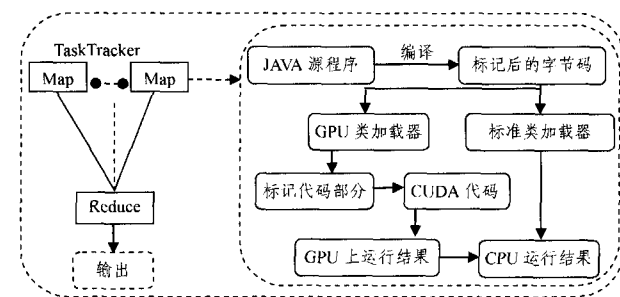 TaskTracker
Map
Map
Reduce
输出
JAVA 源程序
编译
标记后的字节码
GPU 类加载器
标准类加载器
标记代码部分
CUDA 代码
GPU 上运行结果
CPU 运行结果